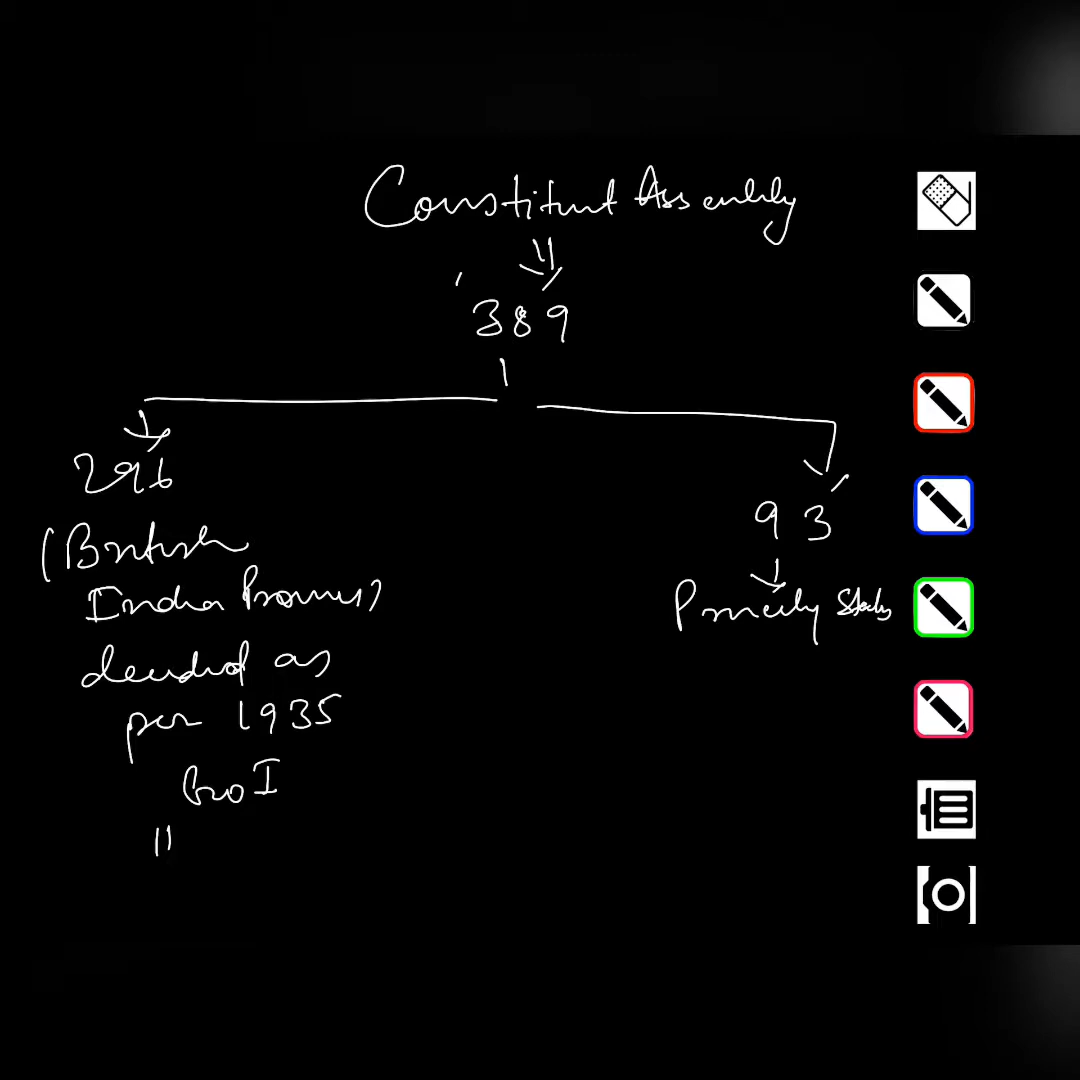 Constituent Assembly
389
296
93
(British
India Provinces)
Princely States
decided as
per 1935
GoI